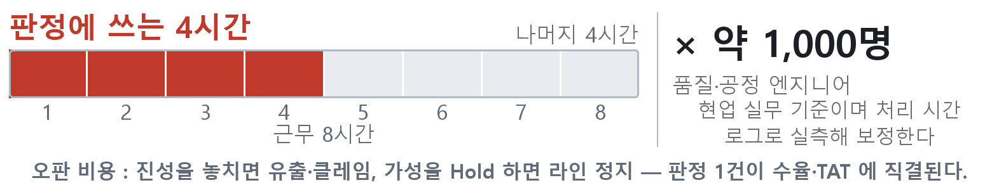 판정에 쓰는 4시간
나머지 4시간
1 2 3 4 5 6 7 8
근무 8시간
× 약 1,000명
품질·공정 엔지니어
현업 실무 기준이며 처리 시간
로그로 실측해 보정한다
오판 비용 : 진성을 놓치면 유출·클레임, 가성을 Hold 하면 라인 정지 — 판정 1건이 수율·TAT 에 직결된다.